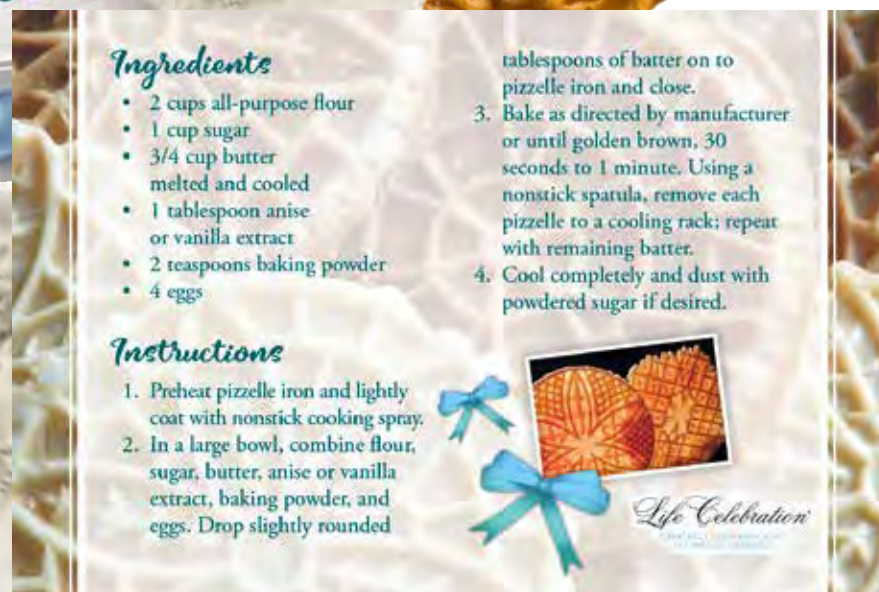 Ingredients
• 2 cups all-purpose flour
• 1 cup sugar
• 3/4 cup butter
melted and cooled
• 1 tablespoon anise
or vanilla extract
• 2 teaspoons baking powder
• 4 eggs
Instructions
1. Preheat pizzelle iron and lightly
coat with nonstick cooking spray.
2. In a large bowl, combine flour,
sugar, butter, anise or vanilla
extract, baking powder, and
eggs. Drop slightly rounded
tablespoons of batter on to
pizzelle iron and close.
3. Bake as directed by manufacturer
or until golden brown, 30
seconds to 1 minute. Using a
nonstick spatula, remove each
pizzelle to a cooling rack; repeat
with remaining batter.
4. Cool completely and dust with
powdered sugar if desired.
Life Celebration